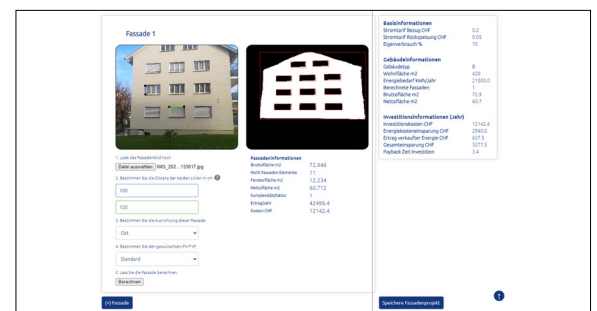 Fassade 1
1. Lade das Fassadenbild hoch
Datei auswählen IMG_202... 133617.jpg
2. Bestimmen Sie die Distanz der beiden Linien in cm ?
100
120
3. Bestimmen Sie die Ausrichtung dieser Fassade
Ost
4. Bestimmen Sie den gewünschten PV-TYP
Standard
5. Lass Sie die Fassade berechnen
Berechnen
(+) Fassade
Fassadeninformationen
Bruttofläche m2 72.946
Nicht Fassaden Elemente 11
Fensterfläche m2 12.234
Nettofläche m2 60.712
Komplexitätsfaktor 1
Ertrag/Jahr 42498.4
Kosten CHF 12142.4
Basisinformationen
Stromtarif Bezug CHF 0.2
Stromtarif Rückspeisung CHF 0.05
Eigenverbrauch % 70
Gebäudeinformationen
Gebäudetyp B
Wohnfläche m2 420
Energiebedarf kWh/Jahr 21000.0
Berechnete Fassaden 1
Bruttofläche m2 72.9
Nettofläche m2 60.7
Investitionsinformationen (Jahr)
Investitionskosten CHF 12142.4
Energiekosteneinsparung CHF 2940.0
Ertrag verkaufter Energie CHF 637.5
Gesamteinsparung CHF 3577.5
Payback Zeit Investition 3.4
Speichere Fassadenprojekt